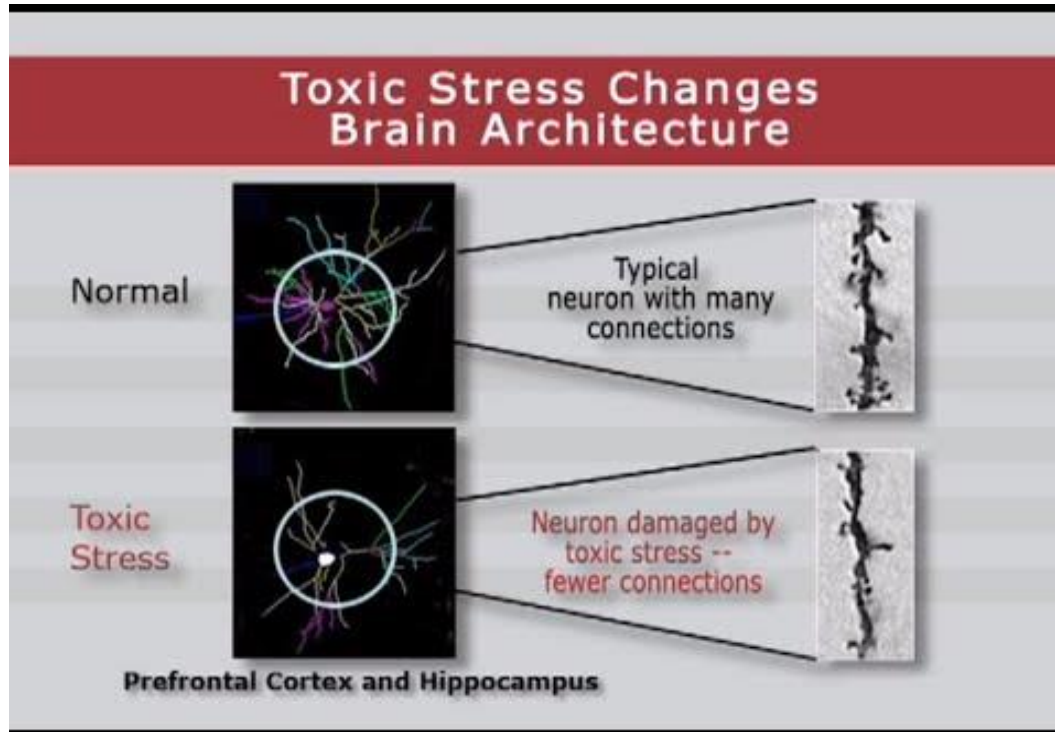 Toxic Stress Changes
Brain Architecture
Normal
Typical
neuron with many
connections
Toxic
Stress
Neuron damaged by
toxic stress --
fewer connections
Prefrontal Cortex and Hippocampus